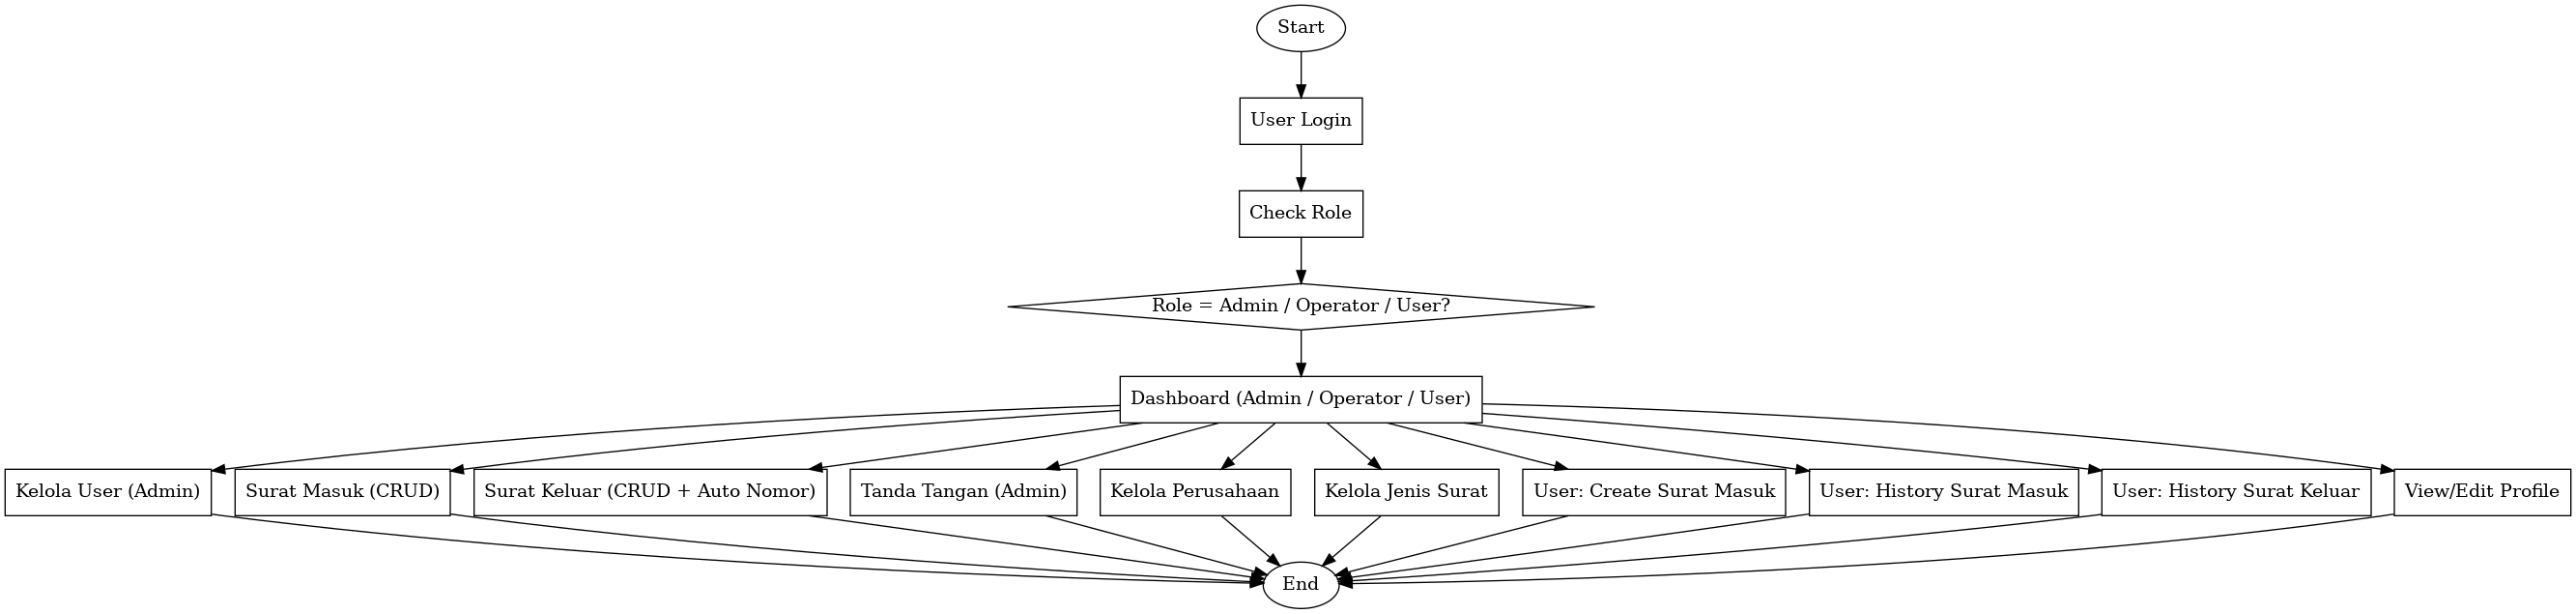 Start
User Login
Check Role
Role = Admin / Operator / User?
Dashboard (Admin / Operator / User)
Kelola User (Admin)
Surat Masuk (CRUD)
Surat Keluar (CRUD + Auto Nomor)
Tanda Tangan (Admin)
Kelola Perusahaan
Kelola Jenis Surat
User: Create Surat Masuk
User: History Surat Masuk
User: History Surat Keluar
View/Edit Profile
End